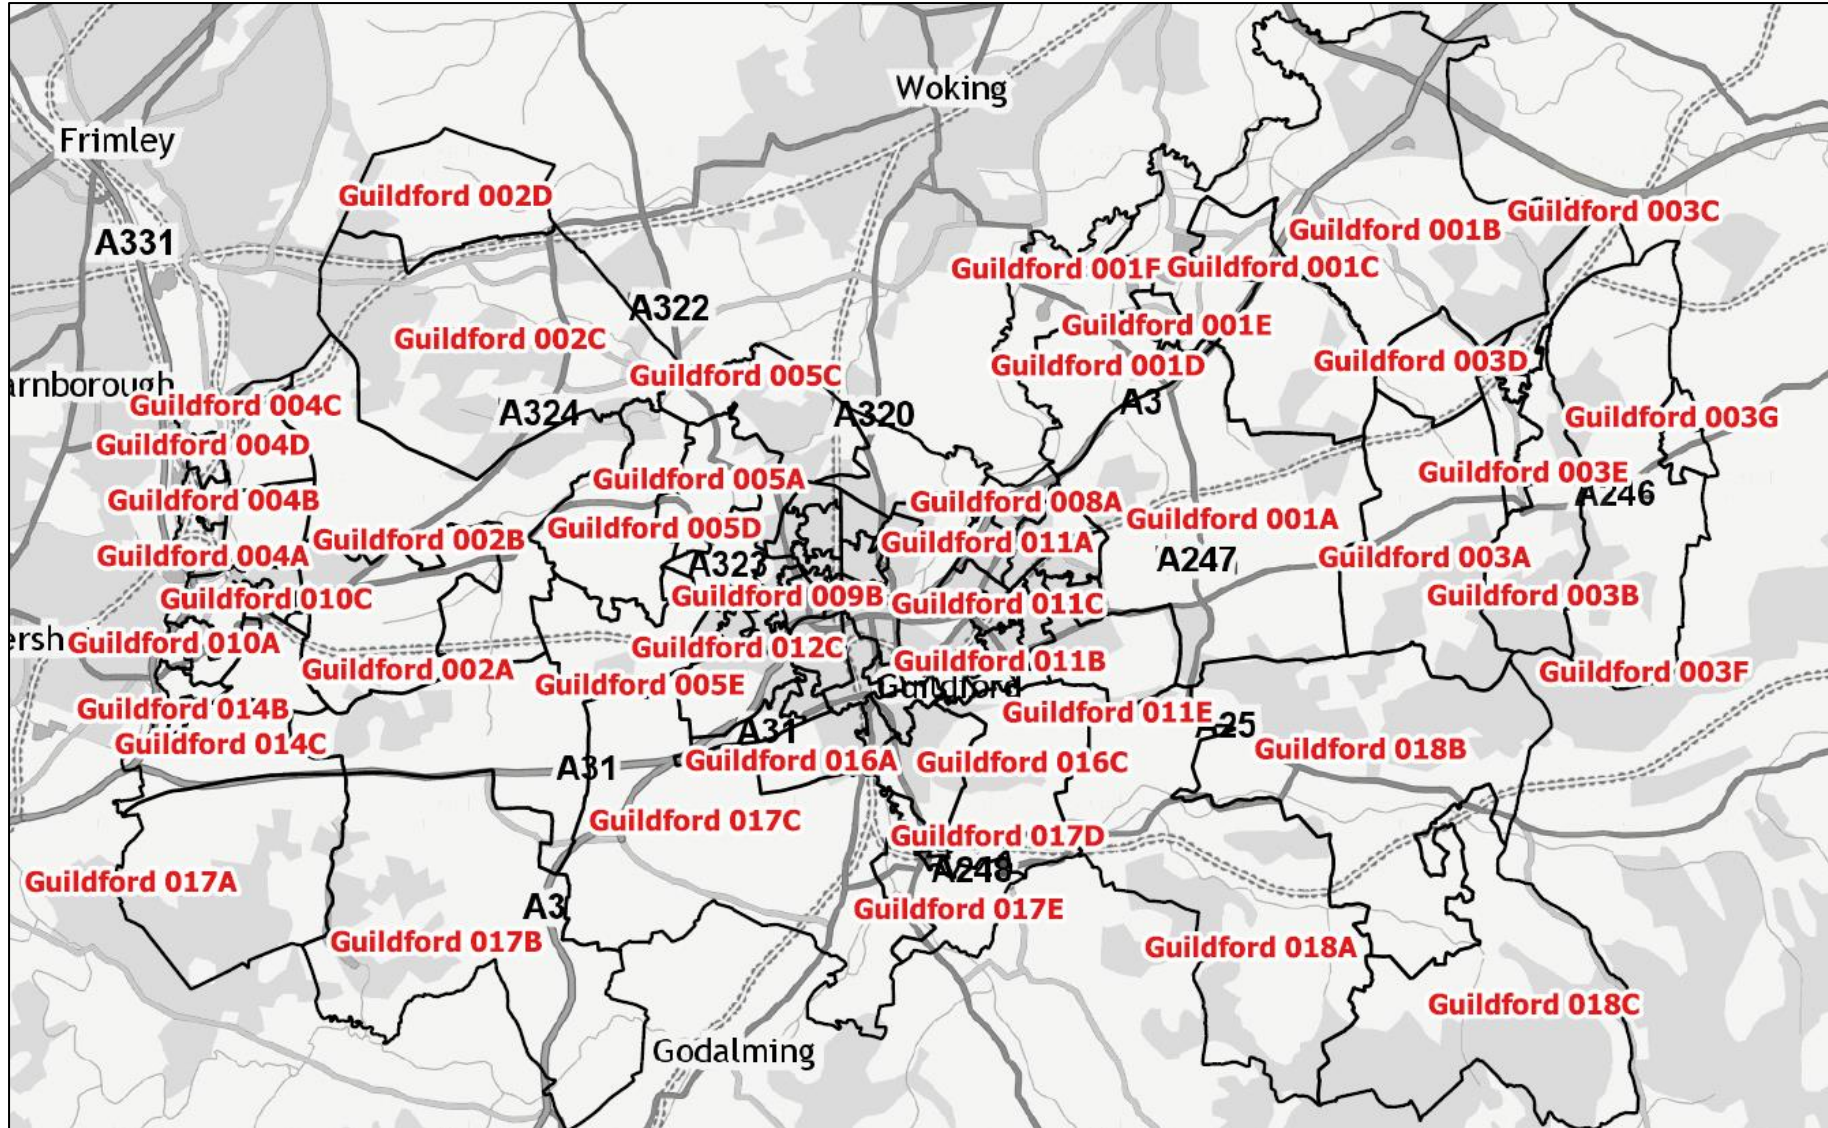 Woking
Frimley
Guildford 002D
Guildford 003C
Guildford 001B
A331
Guildford 001F
Guildford 001C
A322
Guildford 001E
Guildford 002C
Guildford 003D
Guildford 001D
Guildford 005C
arnborough
A3
Guildford 004C
A324
A320
Guildford 003G
Guildford 004D
Guildford 003E
Guildford 005A
A246
Guildford 004B
Guildford 008A
Guildford 001A
Guildford 005D
Guildford 002B
Guildford 011A
Guildford 004A
A323
A247
Guildford 003A
Guildford 010C
Guildford 009B
Guildford 011C
Guildford 003B
ersh
Guildford 010A
Guildford 012C
Guildford 011B
Guildford 002A
Guildford 003F
Guildford 005E
Guildford
Guildford 014B
Guildford 011E
A25
A31
Guildford 014C
Guildford 018B
A31
Guildford 016A
Guildford 016C
Guildford 017C
Guildford 017D
A248
Guildford 017A
A3
Guildford 017E
Guildford 017B
Guildford 018A
Guildford 018C
Godalming